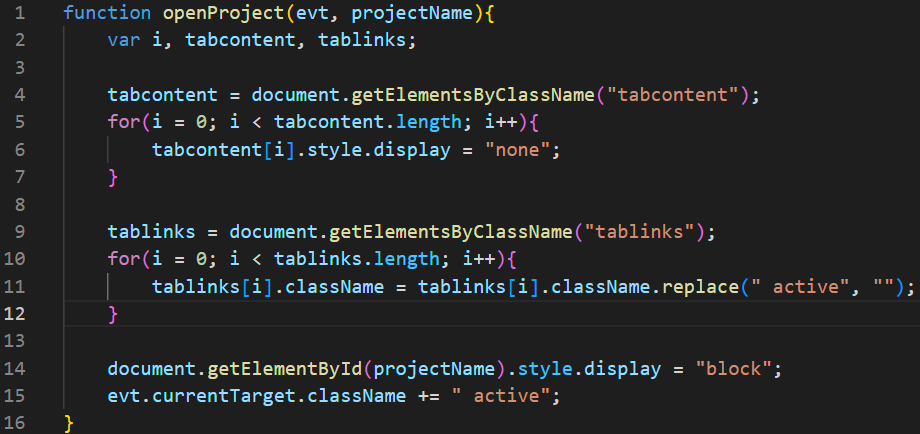 1 function openProject(evt, projectName){
2 var i, tabcontent, tablinks;
3
4 tabcontent = document.getElementsByClassName("tabcontent");
5 for(i = 0; i < tabcontent.length; i++){
6 tabcontent[i].style.display = "none";
7 }
8
9 tablinks = document.getElementsByClassName("tablinks");
10 for(i = 0; i < tablinks.length; i++){
11 tablinks[i].className = tablinks[i].className.replace(" active", "");
12 }
13
14 document.getElementById(projectName).style.display = "block";
15 evt.currentTarget.className += " active";
16 }